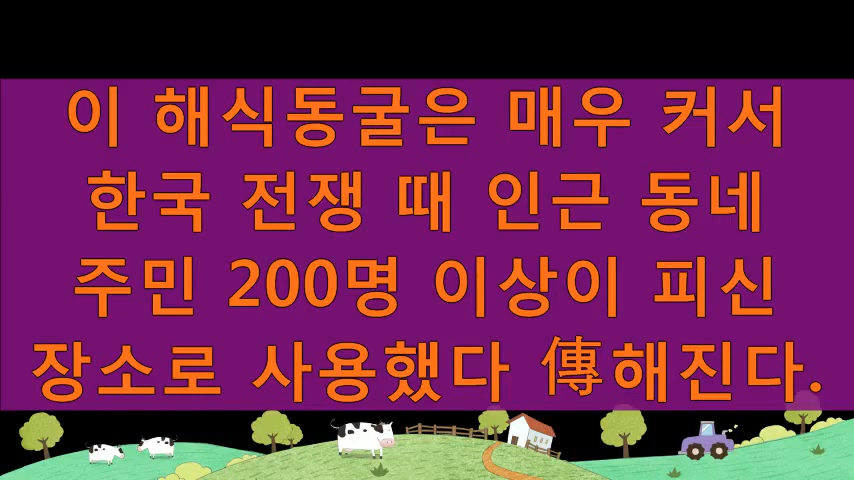 이 해식동굴은 매우 커서
한국 전쟁 때 인근 동네
주민 200명 이상이 피신
장소로 사용했다 傳해진다.